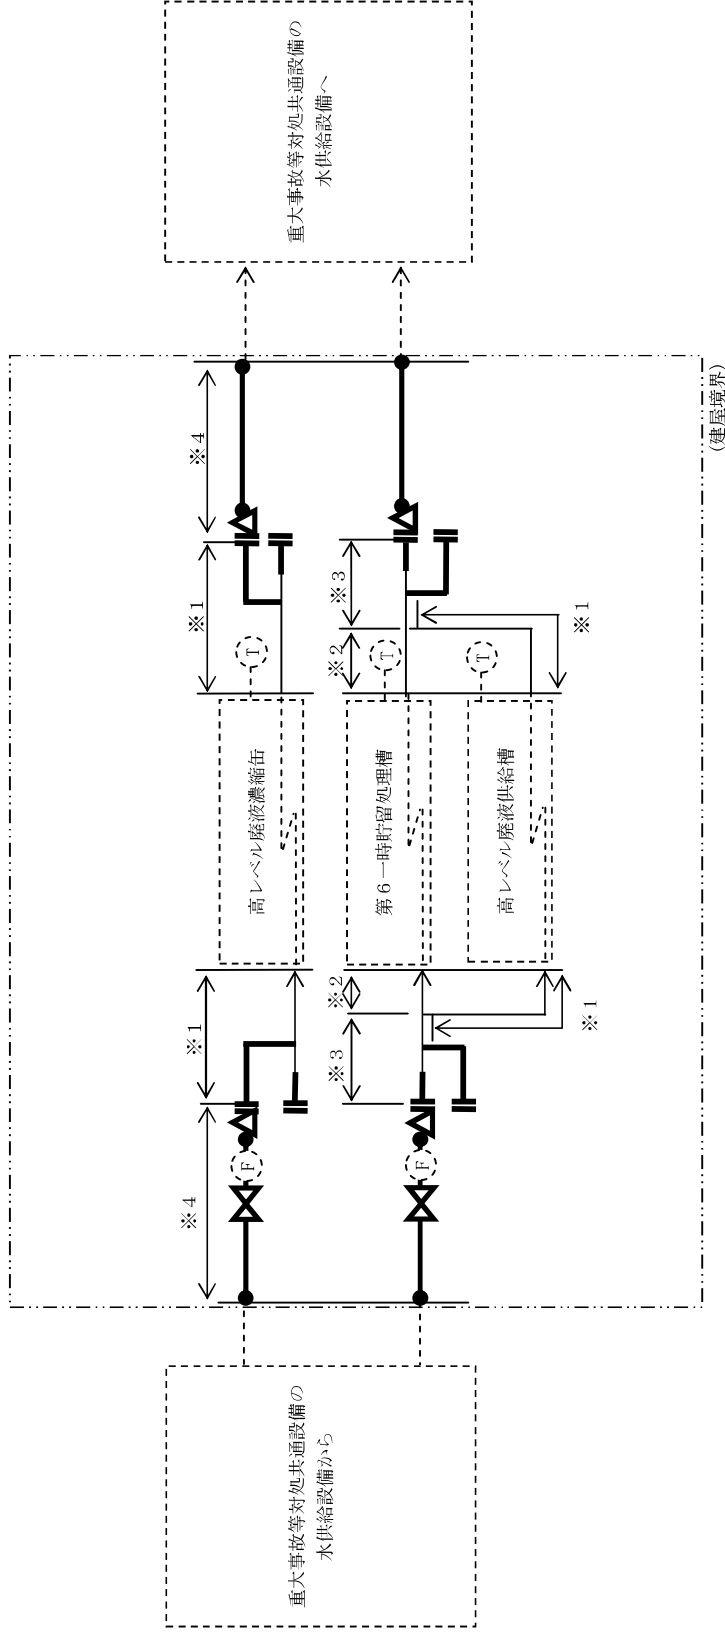 重大事故等対処共通設備の
水供給設備から
※4
※1
F
高レベル廃液濃縮缶
T
※1
※4
※3
※2
※1
F
第6一時貯留処理槽
T
高レベル廃液供給槽
T
※2
※3
※1
重大事故等対処共通設備の
水供給設備へ
(建屋境界)